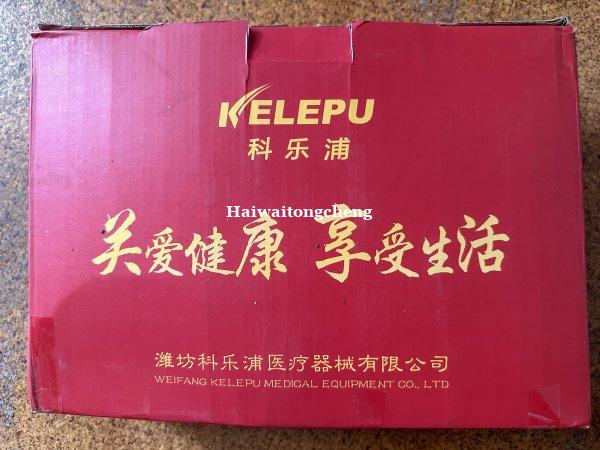 KELEPU
科乐浦
Haiwaitongcheng
关爱健康 享受生活
潍坊科乐浦医疗器械有限公司
WEIFANG KELEPU MEDICAL EQUIPMENT CO., LTD